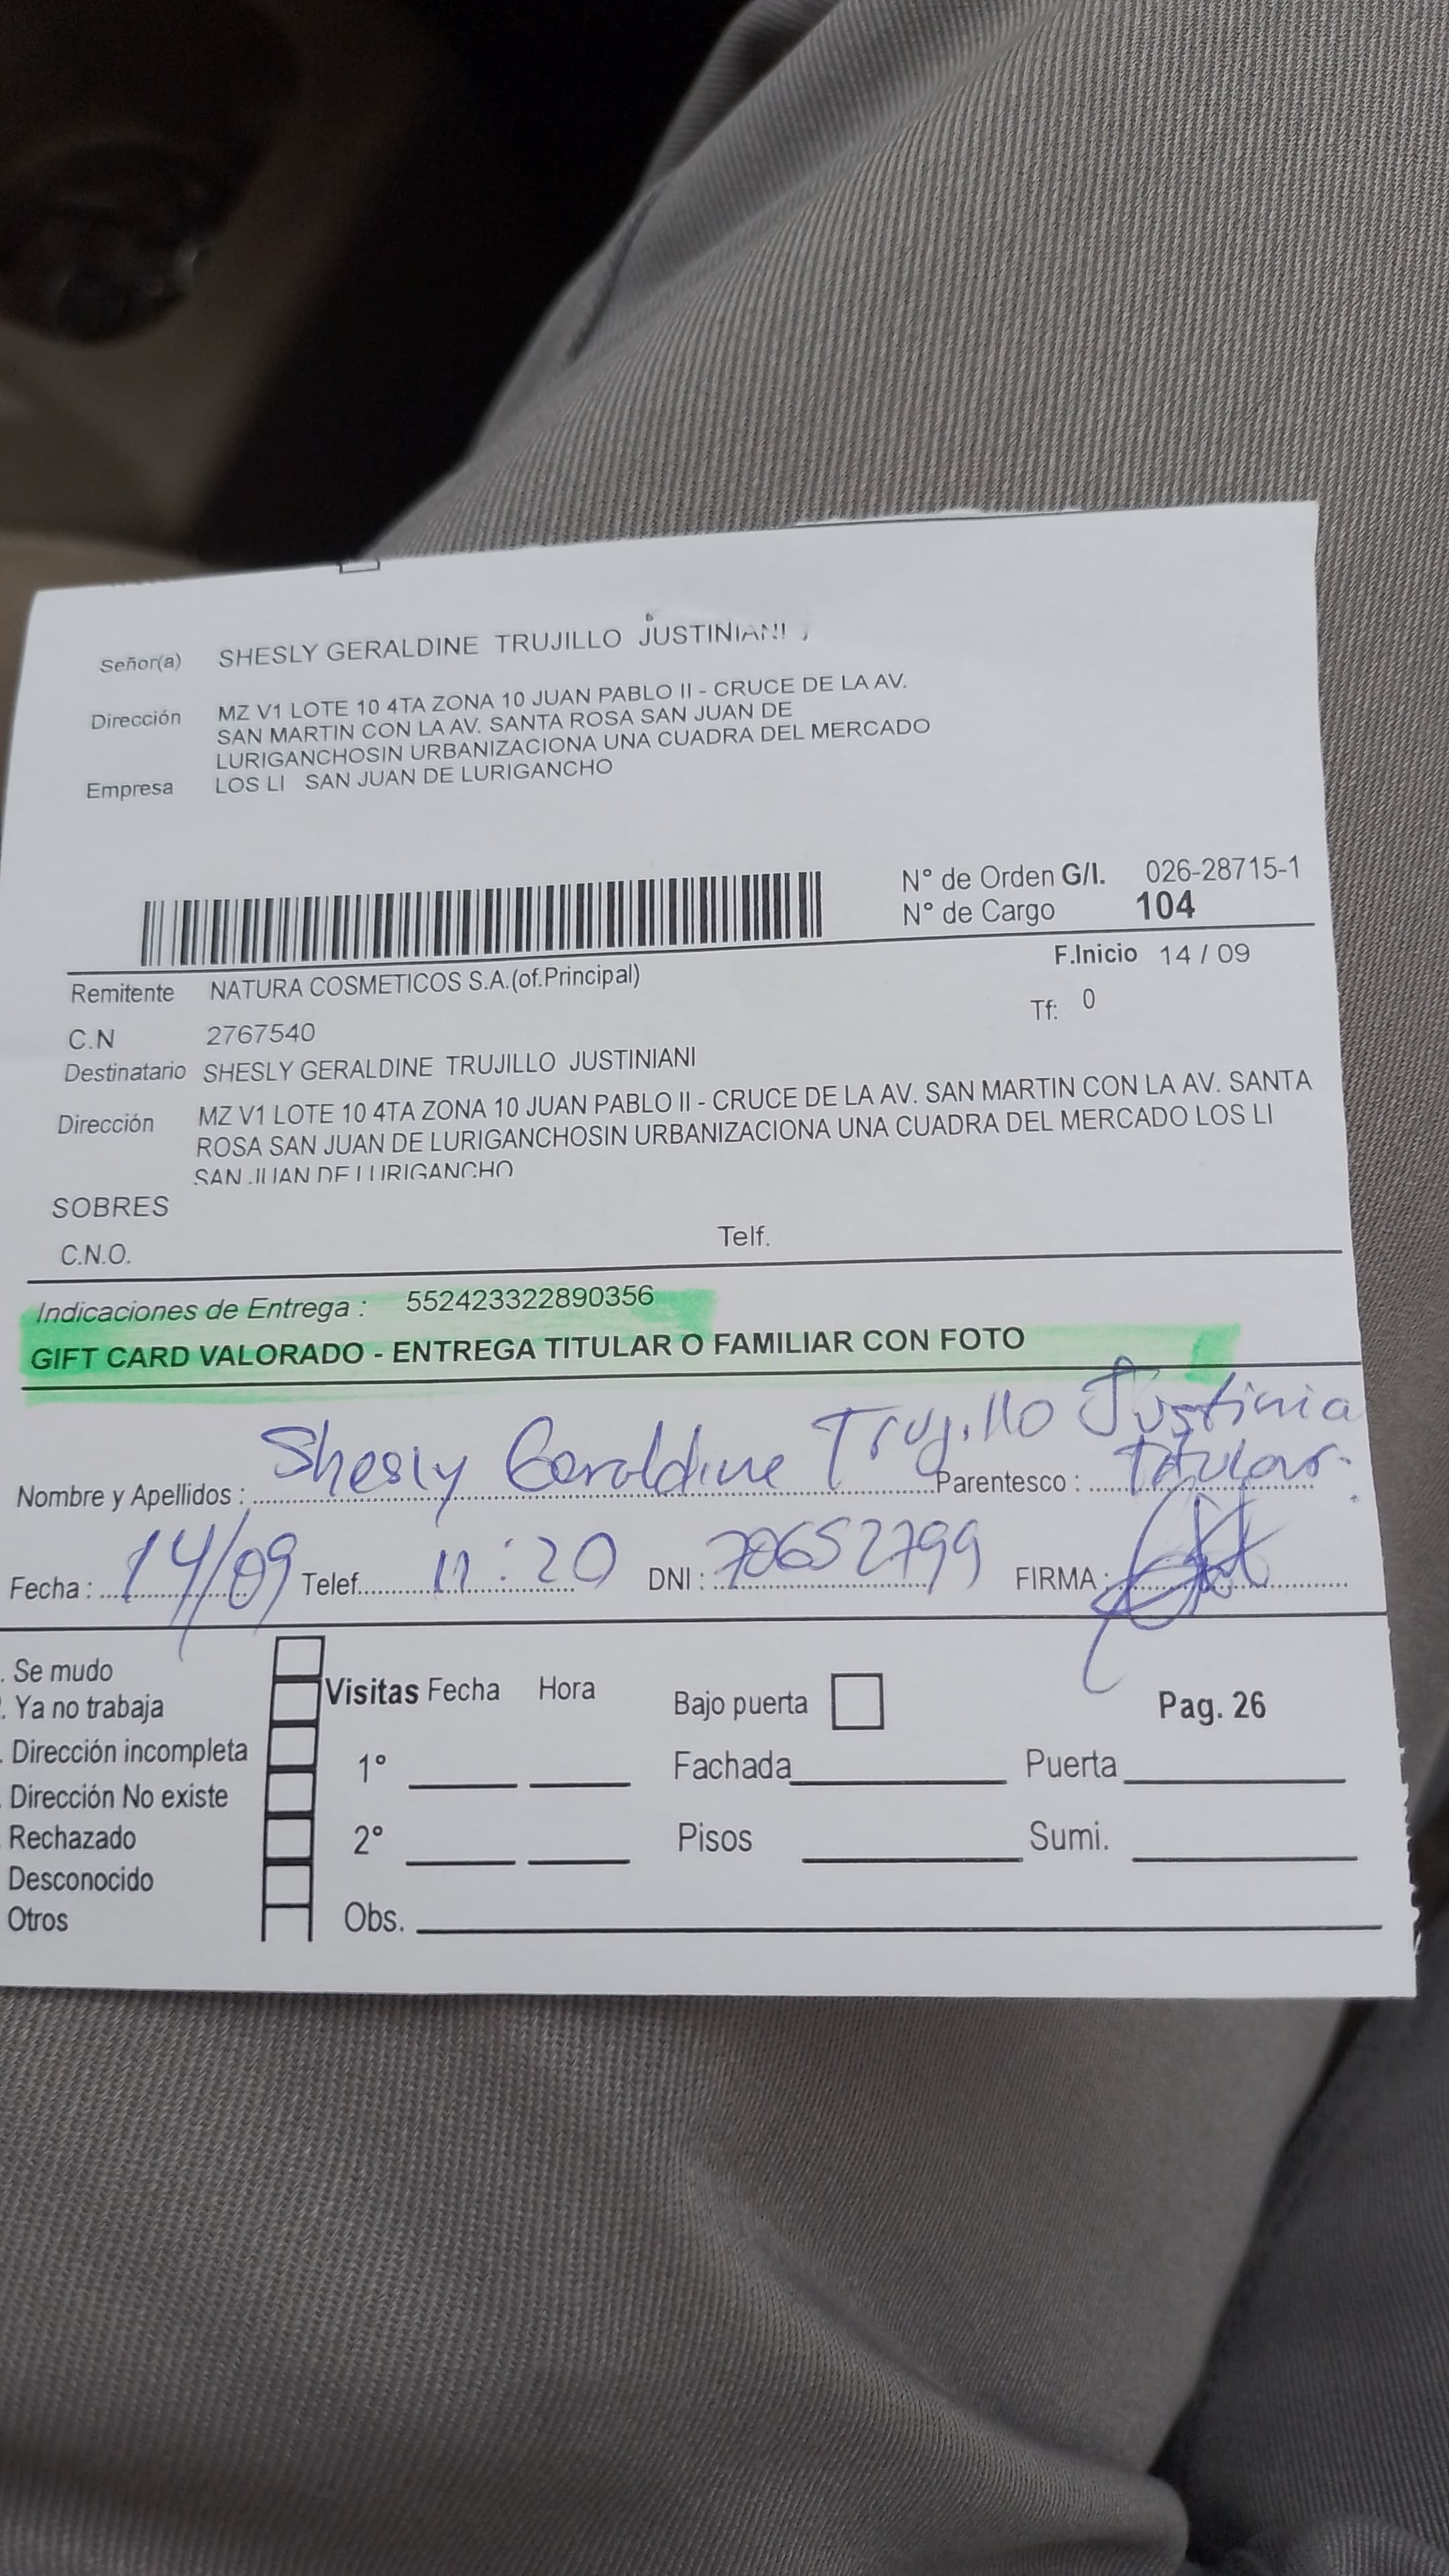 Señor(a) SHESLY GERALDINE TRUJILLO JUSTINIANI
Dirección MZ V1 LOTE 10 4TA ZONA 10 JUAN PABLO II - CRUCE DE LA AV.
SAN MARTIN CON LA AV. SANTA ROSA SAN JUAN DE
LURIGANCHOSIN URBANIZACIONA UNA CUADRA DEL MERCADO
Empresa LOS LI SAN JUAN DE LURIGANCHO
N° de Orden G/I. 026-28715-1
N° de Cargo 104
F.Inicio 14 / 09
Remitente NATURA COSMETICOS S.A.(of.Principal)
Tf: 0
C.N 2767540
Destinatario SHESLY GERALDINE TRUJILLO JUSTINIANI
Dirección MZ V1 LOTE 10 4TA ZONA 10 JUAN PABLO II - CRUCE DE LA AV. SAN MARTIN CON LA AV. SANTA
ROSA SAN JUAN DE LURIGANCHOSIN URBANIZACIONA UNA CUADRA DEL MERCADO LOS LI
SAN JUAN DE LURIGANCHO
SOBRES
C.N.O. Telf.
Indicaciones de Entrega : 552423322890356
GIFT CARD VALORADO - ENTREGA TITULAR O FAMILIAR CON FOTO
Nombre y Apellidos : Shesly Geraldine Trujillo Justinia Parentesco : Titular.
Fecha : 14/09 Telef. 11:20 DNI : 70652799 FIRMA :
. Se mudo
. Ya no trabaja
. Dirección incompleta
. Dirección No existe
Rechazado
Desconocido
Otros
Visitas Fecha Hora
1°
2°
Obs.
Bajo puerta
Pag. 26
Fachada Puerta
Pisos Sumi.